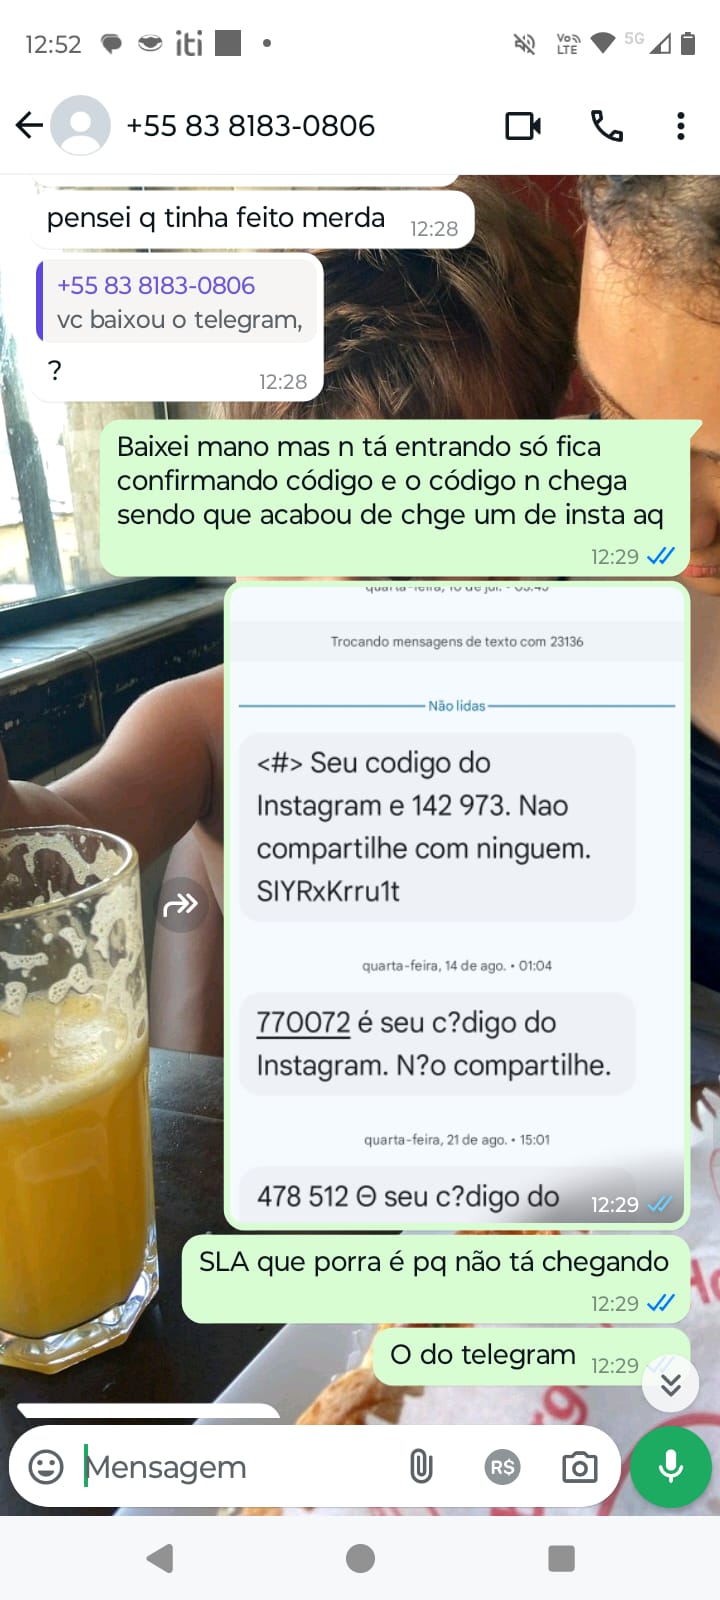 12:52 iti Vo LTE 5G
+55 83 8183-0806
pensei q tinha feito merda 12:28
+55 83 8183-0806
vc baixou o telegram,
? 12:28
Baixei mano mas n tá entrando só fica
confirmando código e o código n chega
sendo que acabou de chge um de insta aq
12:29
Trocando mensagens de texto com 23136
Não lidas
<#> Seu codigo do
Instagram e 142 973. Nao
compartilhe com ninguem.
SIYRxKrru1t
quarta-feira, 14 de ago. • 01:04
770072 é seu c?digo do
Instagram. N?o compartilhe.
quarta-feira, 21 de ago. • 15:01
478 512 Θ seu c?digo do 12:29
SLA que porra é pq não tá chegando
12:29
O do telegram 12:29
Mensagem R$